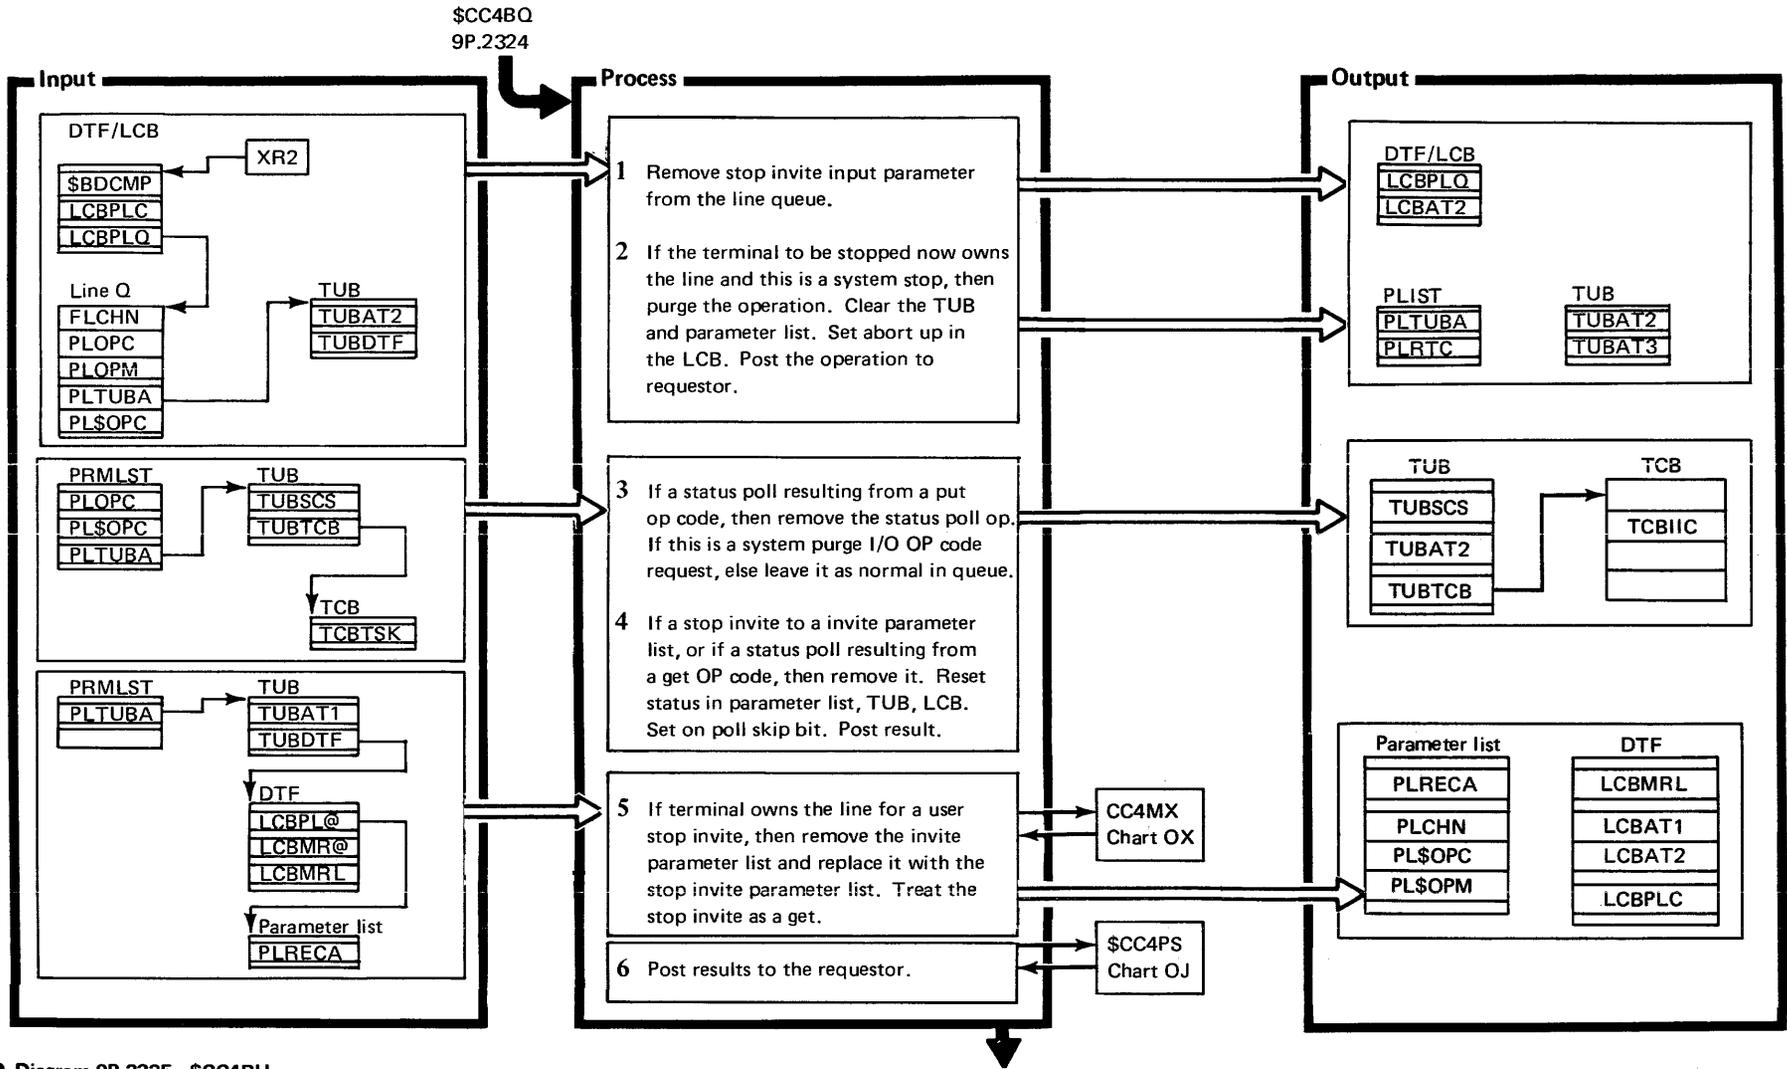 $CC4BQ
9P.2324
Input
DTF/LCB
XR2
$BDCMP
LCBPLC
LCBPLQ
Line Q
FLCHN
PLOPC
PLOPM
PLTUBA
PL$OPC
TUB
TUBAT2
TUBDTF
PRMLST
PLOPC
PL$OPC
PLTUBA
TUB
TUBSCS
TUBTCB
TCB
TCBTSK
PRMLST
PLTUBA
TUB
TUBAT1
TUBDTF
DTF
LCBPL@
LCBMR@
LCBMRL
Parameter list
PLRECA
Process
1 Remove stop invite input parameter
from the line queue.
2 If the terminal to be stopped now owns
the line and this is a system stop, then
purge the operation. Clear the TUB
and parameter list. Set abort up in
the LCB. Post the operation to
requestor.
3 If a status poll resulting from a put
op code, then remove the status poll op.
If this is a system purge I/O OP code
request, else leave it as normal in queue.
4 If a stop invite to a invite parameter
list, or if a status poll resulting from
a get OP code, then remove it. Reset
status in parameter list, TUB, LCB.
Set on poll skip bit. Post result.
5 If terminal owns the line for a user
stop invite, then remove the invite
parameter list and replace it with the
stop invite parameter list. Treat the
stop invite as a get.
6 Post results to the requestor.
CC4MX
Chart OX
$CC4PS
Chart OJ
Output
DTF/LCB
LCBPLQ
LCBAT2
PLIST
PLTUBA
PLRTC
TUB
TUBAT2
TUBAT3
TUB
TUBSCS
TUBAT2
TUBTCB
TCB
TCBIIC
Parameter list
PLRECA
PLCHN
PL$OPC
PL$OPM
DTF
LCBMRL
LCBAT1
LCBAT2
LCBPLC